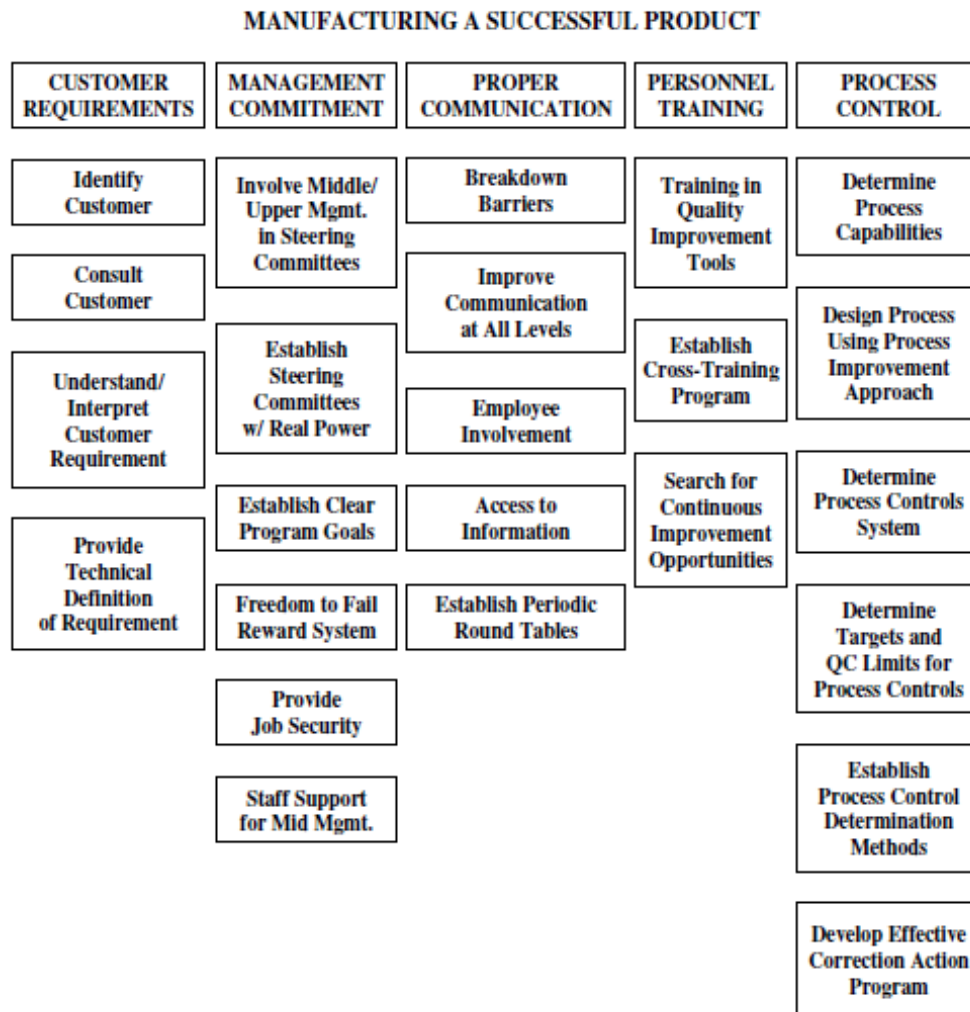 MANUFACTURING A SUCCESSFUL PRODUCT
CUSTOMER
REQUIREMENTS
Identify
Customer
Consult
Customer
Understand/
Interpret
Customer
Requirement
Provide
Technical
Definition
of Requirement
MANAGEMENT
COMMITMENT
Involve Middle/
Upper Mgmt.
in Steering
Committees
Establish
Steering
Committees
w/ Real Power
Establish Clear
Program Goals
Freedom to Fail
Reward System
Provide
Job Security
Staff Support
for Mid Mgmt.
PROPER
COMMUNICATION
Breakdown
Barriers
Improve
Communication
at All Levels
Employee
Involvement
Access to
Information
Establish Periodic
Round Tables
PERSONNEL
TRAINING
Training in
Quality
Improvement
Tools
Establish
Cross-Training
Program
Search for
Continuous
Improvement
Opportunities
PROCESS
CONTROL
Determine
Process
Capabilities
Design Process
Using Process
Improvement
Approach
Determine
Process Controls
System
Determine
Targets and
QC Limits for
Process Controls
Establish
Process Control
Determination
Methods
Develop Effective
Correction Action
Program